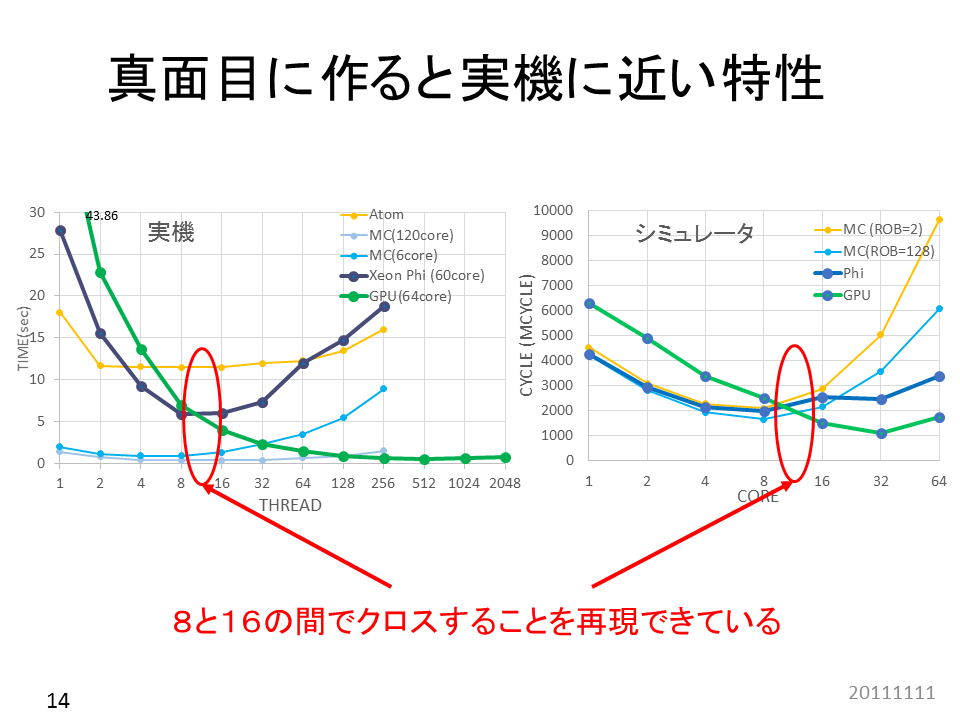 真面目に作ると実機に近い特性
43.86
実機
Atom
MC(120core)
MC(6core)
Xeon Phi (60core)
GPU(64core)
TIME(sec)
30
25
20
15
10
5
0
1 2 4 8 16 32 64 128 256 512 1024 2048
THREAD
シミュレータ
MC (ROB=2)
MC(ROB=128)
Phi
GPU
CYCLE (MCYCLE)
10000
9000
8000
7000
6000
5000
4000
3000
2000
1000
0
1 2 4 8 16 32 64
CORE
8と16の間でクロスすることを再現できている
14
20111111